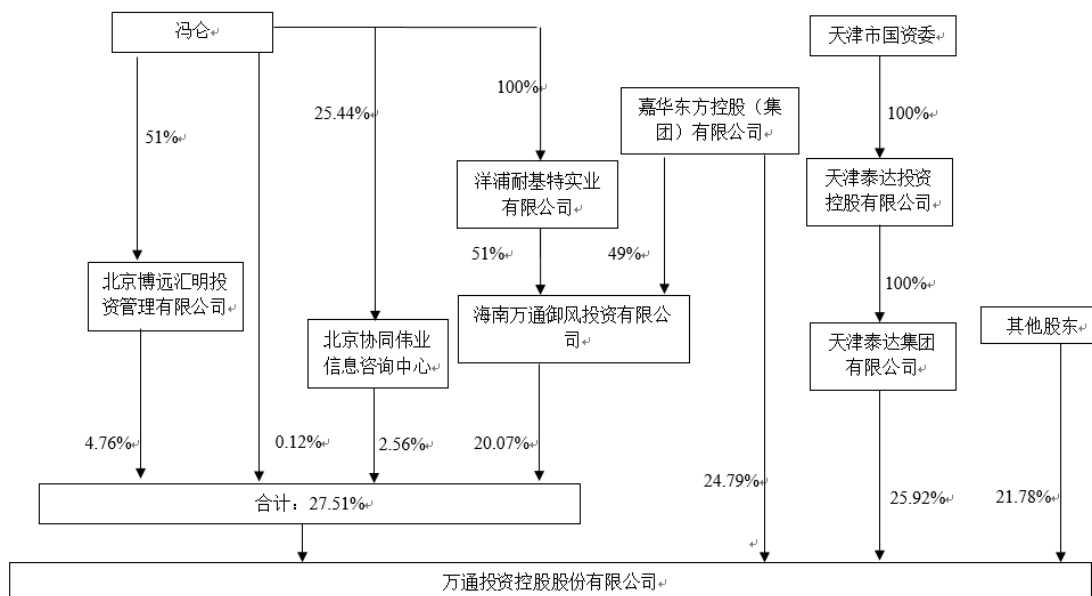 冯仑
天津市国资委
51%
25.44%
100%
嘉华东方控股（集
团）有限公司
100%
洋浦耐基特实业
有限公司
天津泰达投资
控股有限公司
51%
49%
100%
北京博远汇明投
资管理有限公司
北京协同伟业
信息咨询中心
海南万通御风投资有限公
司
天津泰达集团
有限公司
其他股东
4.76%
0.12%
2.56%
20.07%
24.79%
25.92%
21.78%
合计：27.51%
万通投资控股股份有限公司